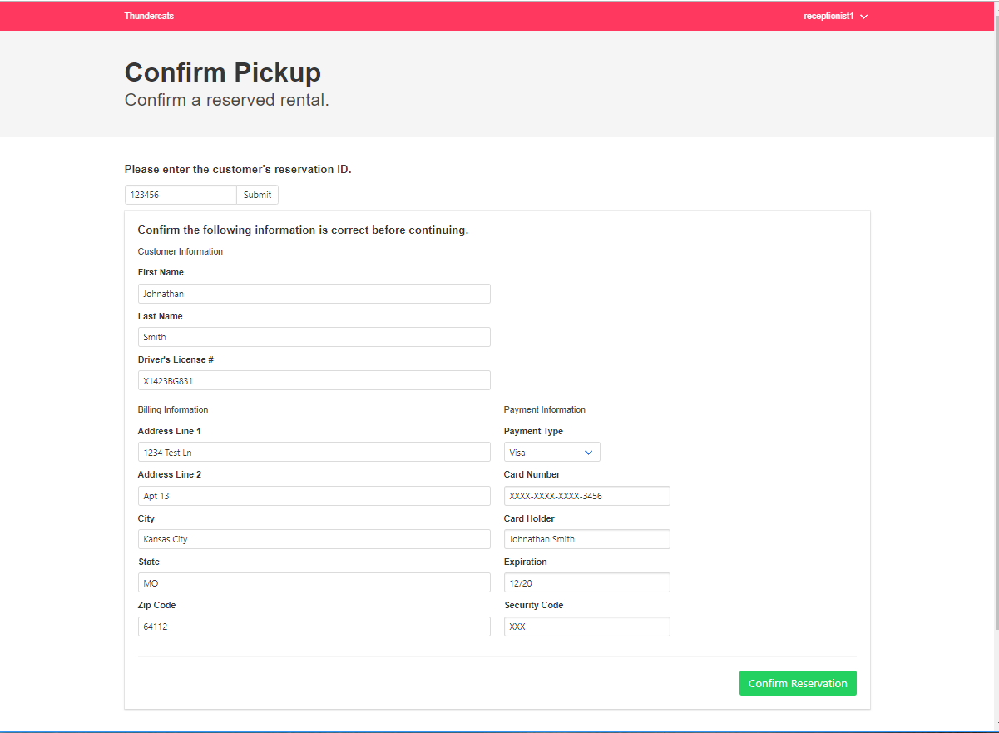 Thundercats
receptionist1
Confirm Pickup
Confirm a reserved rental.
Please enter the customer's reservation ID.
123456 Submit
Confirm the following information is correct before continuing.
Customer Information
First Name
Johnathan
Last Name
Smith
Driver's License #
X1423BG831
Billing Information
Address Line 1
1234 Test Ln
Address Line 2
Apt 13
City
Kansas City
State
MO
Zip Code
64112
Payment Information
Payment Type
Visa
Card Number
XXXX-XXXX-XXXX-3456
Card Holder
Johnathan Smith
Expiration
12/20
Security Code
XXX
Confirm Reservation